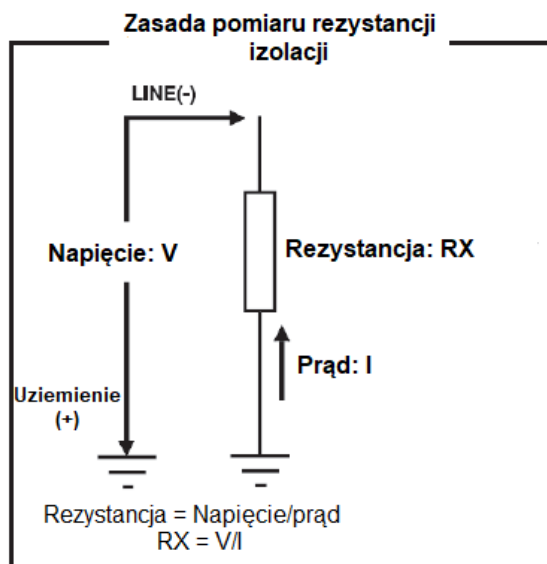 Zasada pomiaru rezystancji
izolacji
LINE(-)
Napięcie: V
Rezystancja: RX
Prąd: I
Uziemienie
(+)
Rezystancja = Napięcie/prąd
RX = V/I